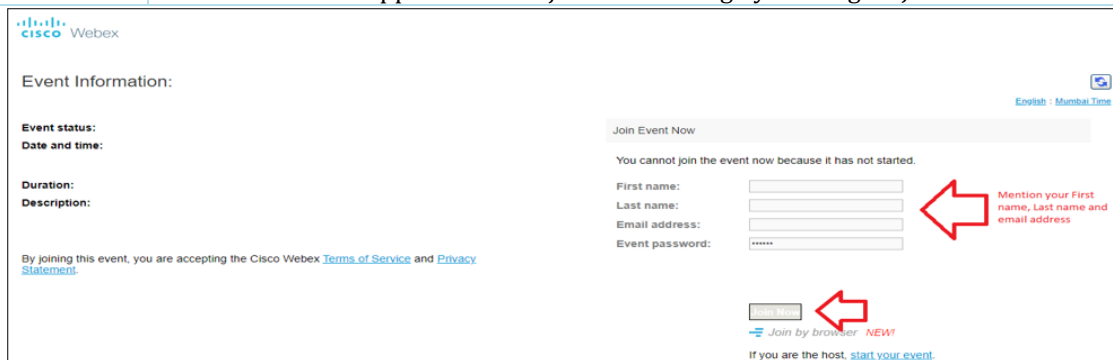 cisco Webex
Event Information:
English : Mumbai Time
Event status:
Date and time:
Duration:
Description:
By joining this event, you are accepting the Cisco Webex Terms of Service and Privacy
Statement.
Join Event Now
You cannot join the event now because it has not started.
First name:
Last name:
Email address:
Event password:
••••••
Mention your First
name, Last name and
email address
Join Now
Join by browser NEW!
If you are the host, start your event.